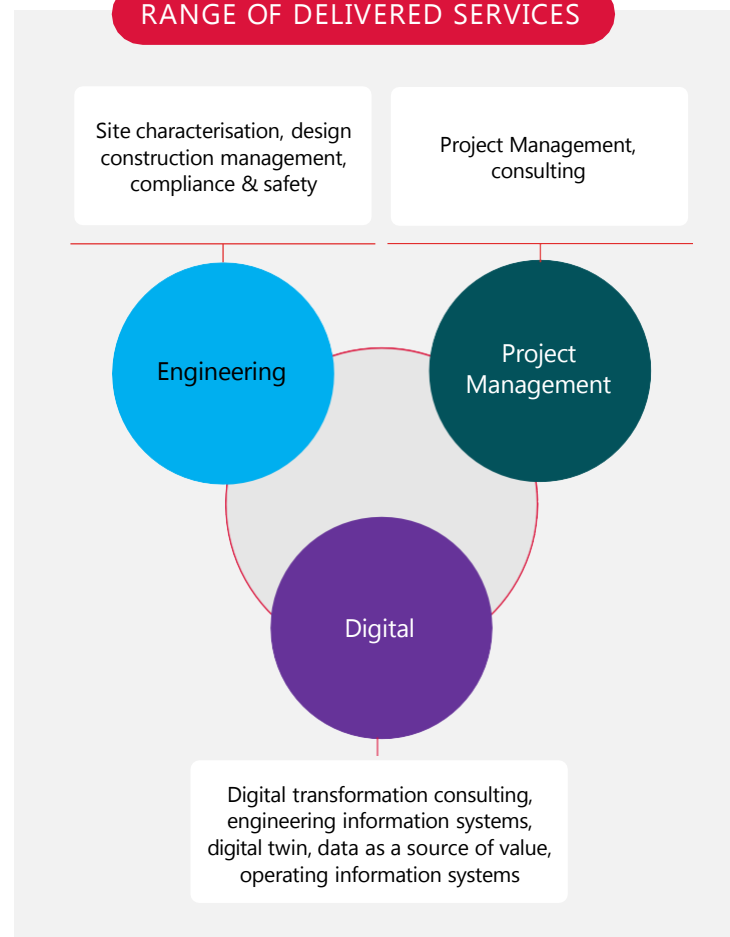 RANGE OF DELIVERED SERVICES
Site characterisation, design
construction management,
compliance & safety
Project Management,
consulting
Engineering
Project
Management
Digital
Digital transformation consulting,
engineering information systems,
digital twin, data as a source of value,
operating information systems